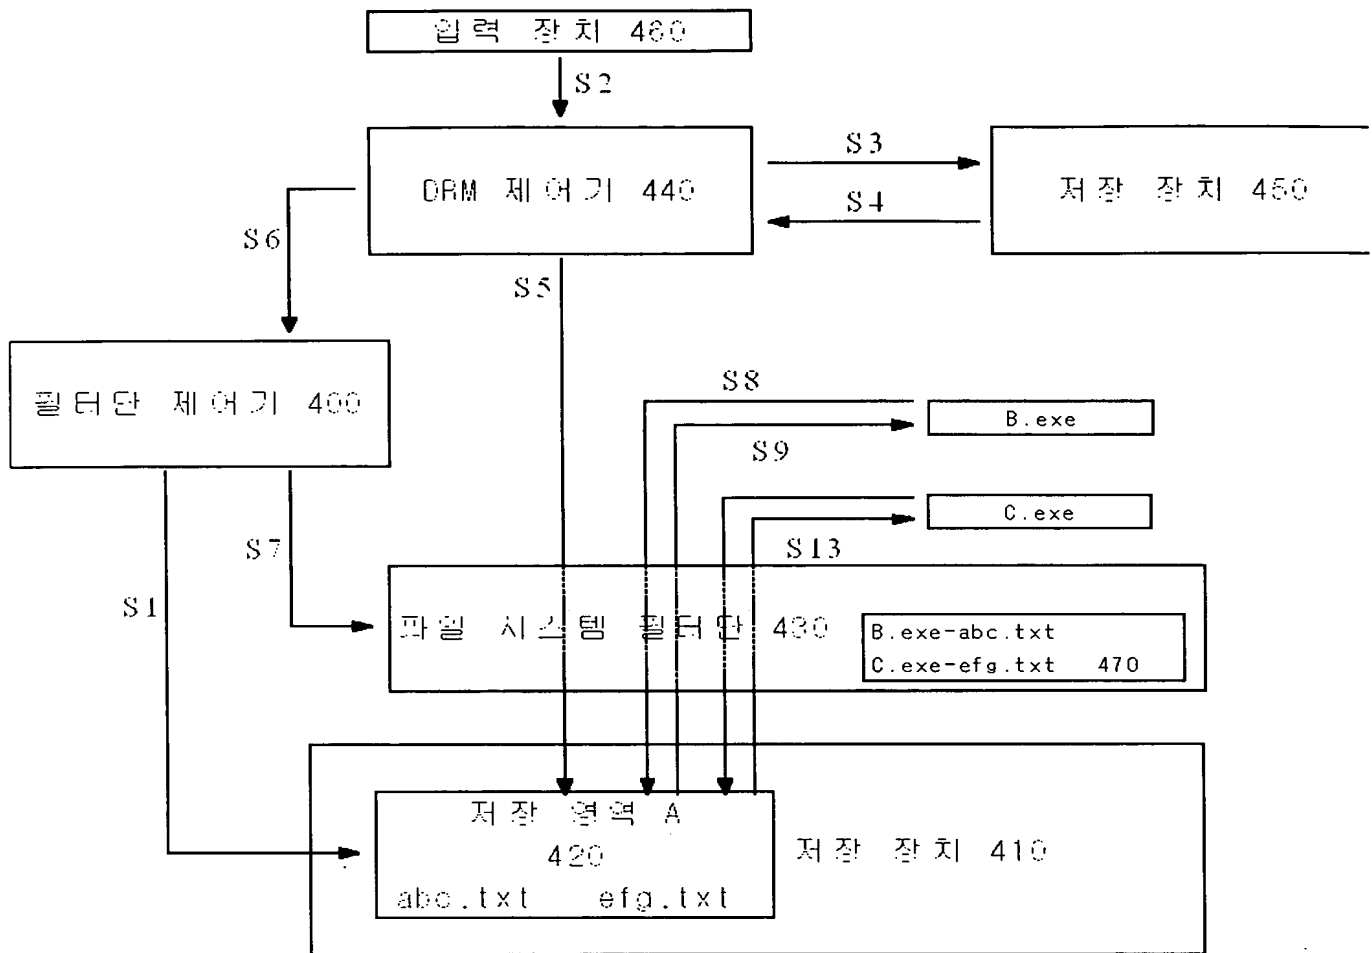 입력 장치 460
S2
DRM 제어기 440
S3
S4
저장 장치 450
S6
S5
필터단 제어기 400
S8
B.exe
S9
C.exe
S13
S7
S1
파일 시스템 필터단 430
B.exe-abc.txt
C.exe-efg.txt 470
저장 영역 A
420
abc.txt efg.txt
저장 장치 410